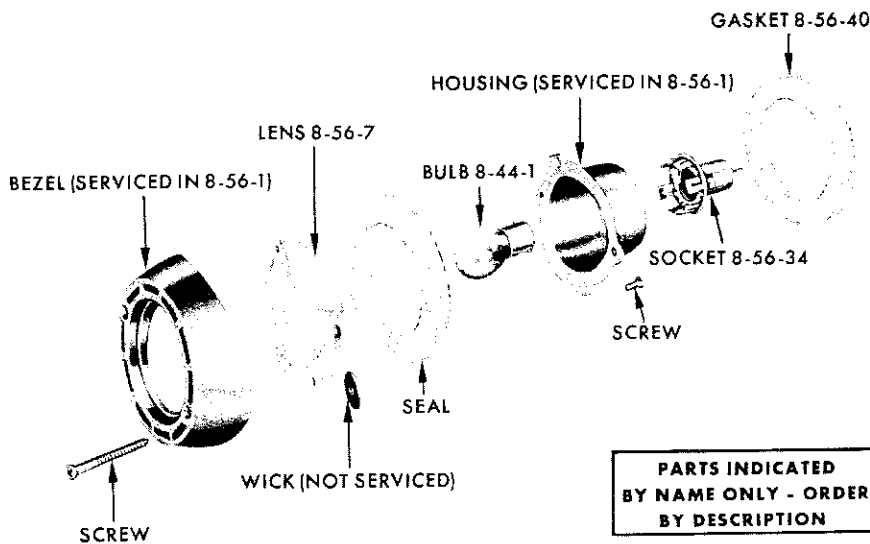 GASKET 8-56-40
HOUSING (SERVICED IN 8-56-1)
LENS 8-56-7
BULB 8-44-1
BEZEL (SERVICED IN 8-56-1)
SOCKET 8-56-34
SCREW
SEAL
WICK (NOT SERVICED)
SCREW
PARTS INDICATED
BY NAME ONLY - ORDER
BY DESCRIPTION